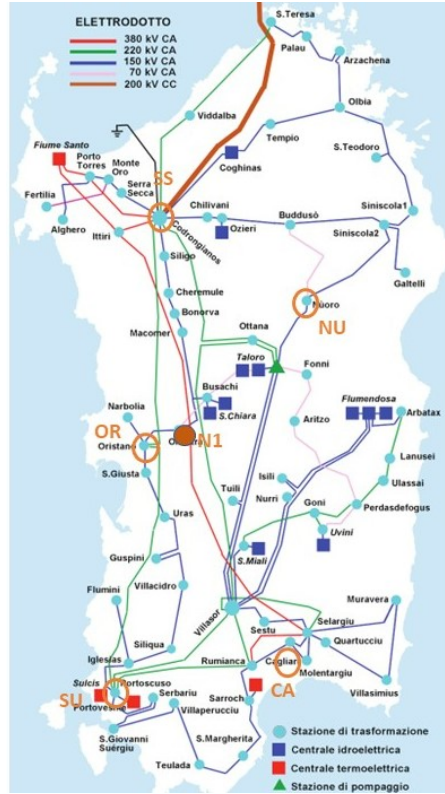 ELETTRODOTTO
380 kV CA
220 kV CA
150 kV CA
70 kV CA
200 kV CC
S.Teresa
Palau
Arzachena
Viddalba
Olbia
Tempio
Fiume Santo
Porto
Torres
Monte
Oro
Coghinas
S.Teodoro
Serra
Secca
SS
Fertilia
Alghero
Chilivani
Buddusò
Siniscola1
Codrongianos
Ozieri
Ittiri
Siniscola2
Siligo
Galtelli
Cheremule
Nuoro
Bonorva
NU
Macomer
Ottana
Taloro
Fonni
Busachi
Flumendosa
Narbolia
S.Chiara
Arbatax
OR
Aritzo
N1
Oristano
Lanusei
S.Giusta
Isili
Ulassai
Tuili
Goni
Nurri
Perdasdefogus
Uras
Uvini
Guspini
S.Miali
Flumini
Villacidro
Villasor
Muravera
Siliqua
Sestu
Selargiu
Iglesias
Rumianca
Quartucciu
Cagliari
Sulcis
Portoscuso
Molentargiu
SU
Serbariu
CA
Portovesme
Villaperucciu
Sarroch
Villasimius
S.Giovanni
Suérgiu
S.Margherita
Teulada
Stazione di trasformazione
Centrale idroelettrica
Centrale termoelettrica
Stazione di pompaggio